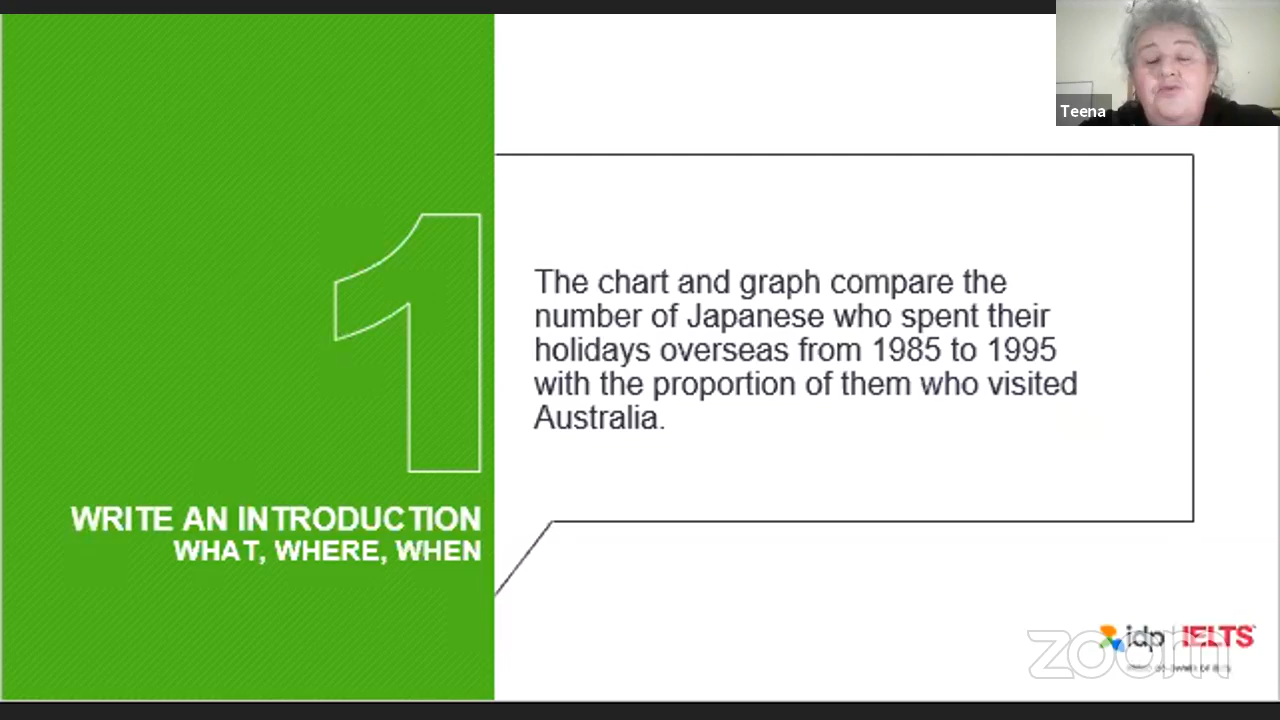 Teena
The chart and graph compare the
number of Japanese who spent their
holidays overseas from 1985 to 1995
with the proportion of them who visited
Australia.
1
WRITE AN INTRODUCTION
WHAT, WHERE, WHEN
idp IELTS
zoom